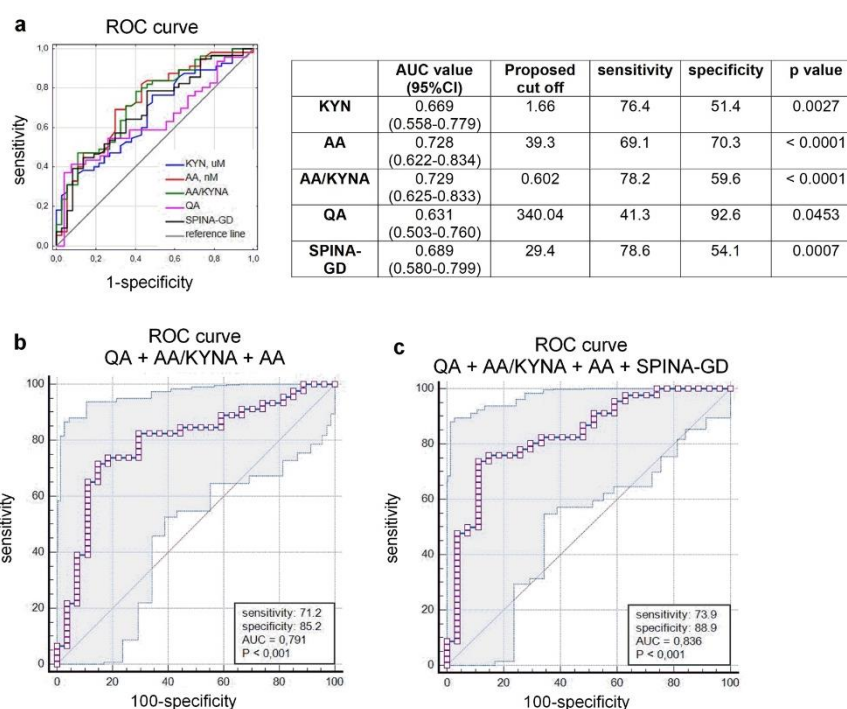 a
ROC curve
sensitivity
1,0
0,8
0,6
0,4
0,2
0,0
KYN, uM
AA, nM
AA/KYNA
QA
SPINA-GD
reference line
0,0 0,2 0,4 0,6 0,8 1,0
1-specificity
AUC value (95%CI) Proposed cut off sensitivity specificity p value
KYN 0.669 (0.558-0.779) 1.66 76.4 51.4 0.0027
AA 0.728 (0.622-0.834) 39.3 69.1 70.3 < 0.0001
AA/KYNA 0.729 (0.625-0.833) 0.602 78.2 59.6 < 0.0001
QA 0.631 (0.503-0.760) 340.04 41.3 92.6 0.0453
SPINA-GD 0.689 (0.580-0.799) 29.4 78.6 54.1 0.0007
b
ROC curve
QA + AA/KYNA + AA
sensitivity
100
80
60
40
20
0
sensitivity: 71.2
specificity: 85.2
AUC = 0,791
P < 0,001
0 20 40 60 80 100
100-specificity
c
ROC curve
QA + AA/KYNA + AA + SPINA-GD
sensitivity
100
80
60
40
20
0
sensitivity: 73.9
specificity: 88.9
AUC = 0,836
P < 0,001
0 20 40 60 80 100
100-specificity